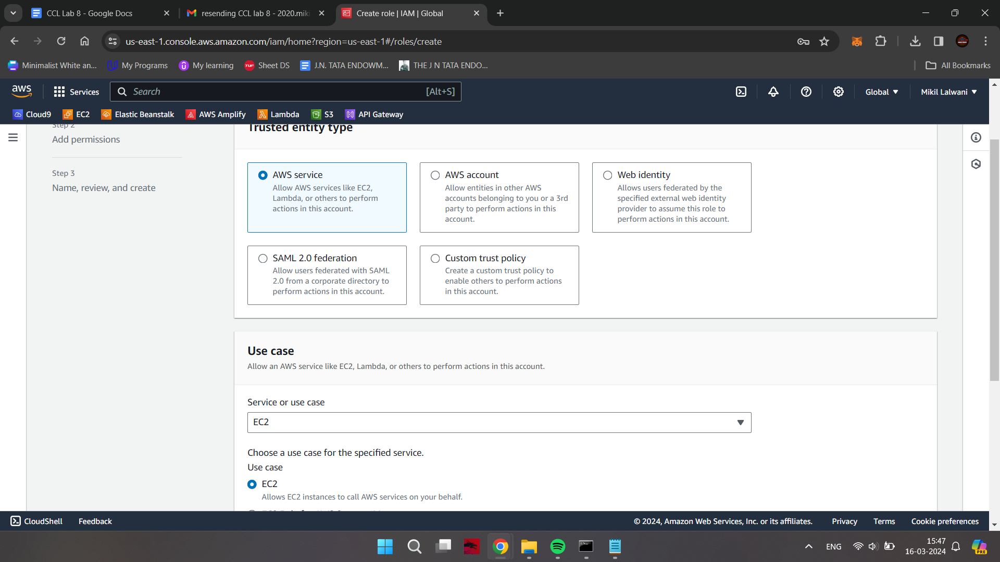 CCL Lab 8 - Google Docs
resending CCL lab 8 - 2020.miki
Create role | IAM | Global
us-east-1.console.aws.amazon.com/iam/home?region=us-east-1#/roles/create
Minimalist White an...
My Programs
My learning
TUF
Sheet DS
J.N. TATA ENDOWM...
THE J N TATA ENDO...
All Bookmarks
aws
Services
Search
[Alt+S]
Global
Mikil Lalwani
Cloud9
EC2
Elastic Beanstalk
AWS Amplify
Lambda
S3
API Gateway
Step 2
Add permissions
Step 3
Name, review, and create
Trusted entity type
AWS service
Allow AWS services like EC2,
Lambda, or others to perform
actions in this account.
AWS account
Allow entities in other AWS
accounts belonging to you or a 3rd
party to perform actions in this
account.
Web identity
Allows users federated by the
specified external web identity
provider to assume this role to
perform actions in this account.
SAML 2.0 federation
Allow users federated with SAML
2.0 from a corporate directory to
perform actions in this account.
Custom trust policy
Create a custom trust policy to
enable others to perform actions
in this account.
Use case
Allow an AWS service like EC2, Lambda, or others to perform actions in this account.
Service or use case
EC2
Choose a use case for the specified service.
Use case
EC2
Allows EC2 instances to call AWS services on your behalf.
CloudShell
Feedback
© 2024, Amazon Web Services, Inc. or its affiliates.
Privacy
Terms
Cookie preferences
ENG
15:47
16-03-2024
PRE